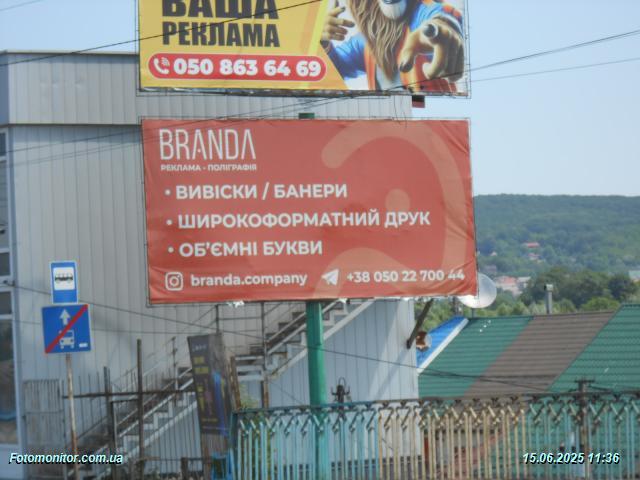 ВАША
РЕКЛАМА
050 863 64 69
BRANDA
РЕКЛАМА - ПОЛІГРАФІЯ
• ВИВІСКИ / БАНЕРИ
• ШИРОКОФОРМАТНИЙ ДРУК
• ОБ'ЄМНІ БУКВИ
branda.company +38 050 22 700 44
Fotomonitor.com.ua 15.06.2025 11:36